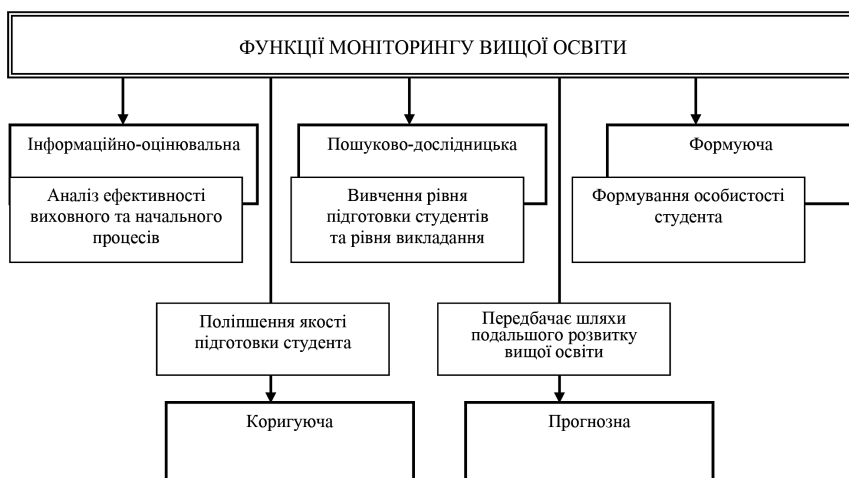 ФУНКЦІЇ МОНІТОРИНГУ ВИЩОЇ ОСВІТИ
Інформаційно-оцінювальна
Аналіз ефективності
виховного та начального
процесів
Пошуково-дослідницька
Вивчення рівня
підготовки студентів
та рівня викладання
Формуюча
Формування особистості
студента
Поліпшення якості
підготовки студента
Коригуюча
Передбачає шляхи
подальшого розвитку
вищої освіти
Прогнозна